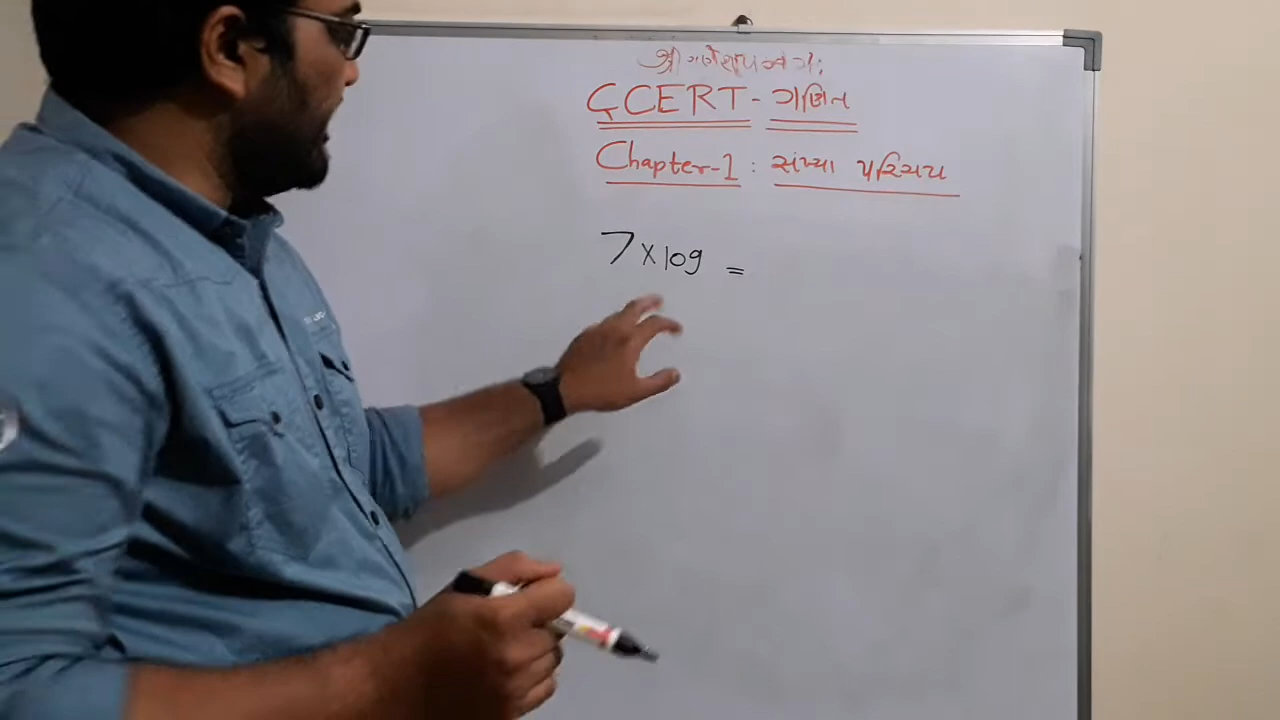 શ્રી ગણેશાય નમઃ
GCERT - ગણિત
Chapter-1 : સંખ્યા પરિચય
7 x 109 =